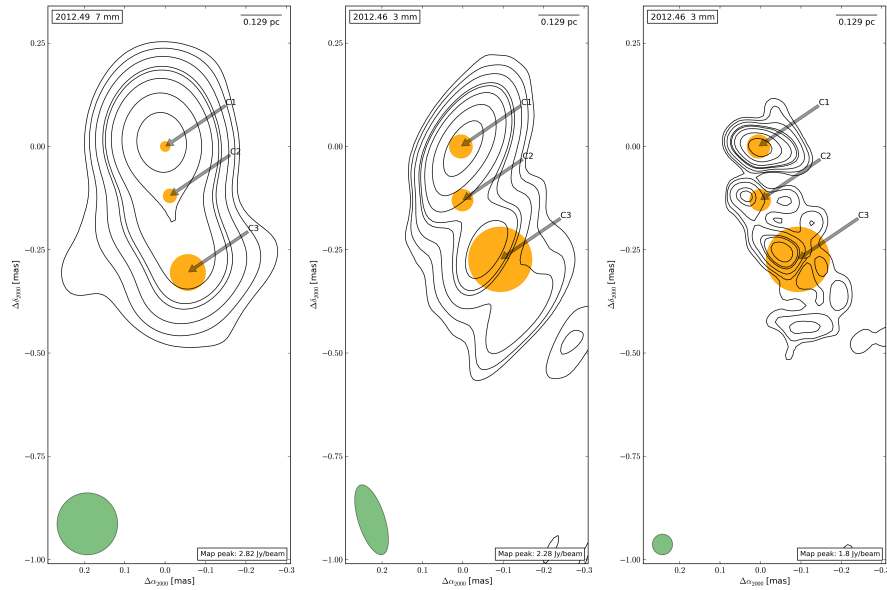 2012.49 7 mm
0.129 pc
C1
C2
C3
Map peak: 2.82 Jy/beam
0.25
0.00
−0.25
−0.50
−0.75
−1.00
0.2
0.1
0.0
−0.1
−0.2
−0.3
Δδ2000 [mas]
Δα2000 [mas]
2012.46 3 mm
0.129 pc
C1
C2
C3
Map peak: 2.28 Jy/beam
0.25
0.00
−0.25
−0.50
−0.75
−1.00
0.2
0.1
0.0
−0.1
−0.2
−0.3
Δδ2000 [mas]
Δα2000 [mas]
2012.46 3 mm
0.129 pc
C1
C2
C3
Map peak: 1.8 Jy/beam
0.25
0.00
−0.25
−0.50
−0.75
−1.00
0.2
0.1
0.0
−0.1
−0.2
−0.3
Δδ2000 [mas]
Δα2000 [mas]